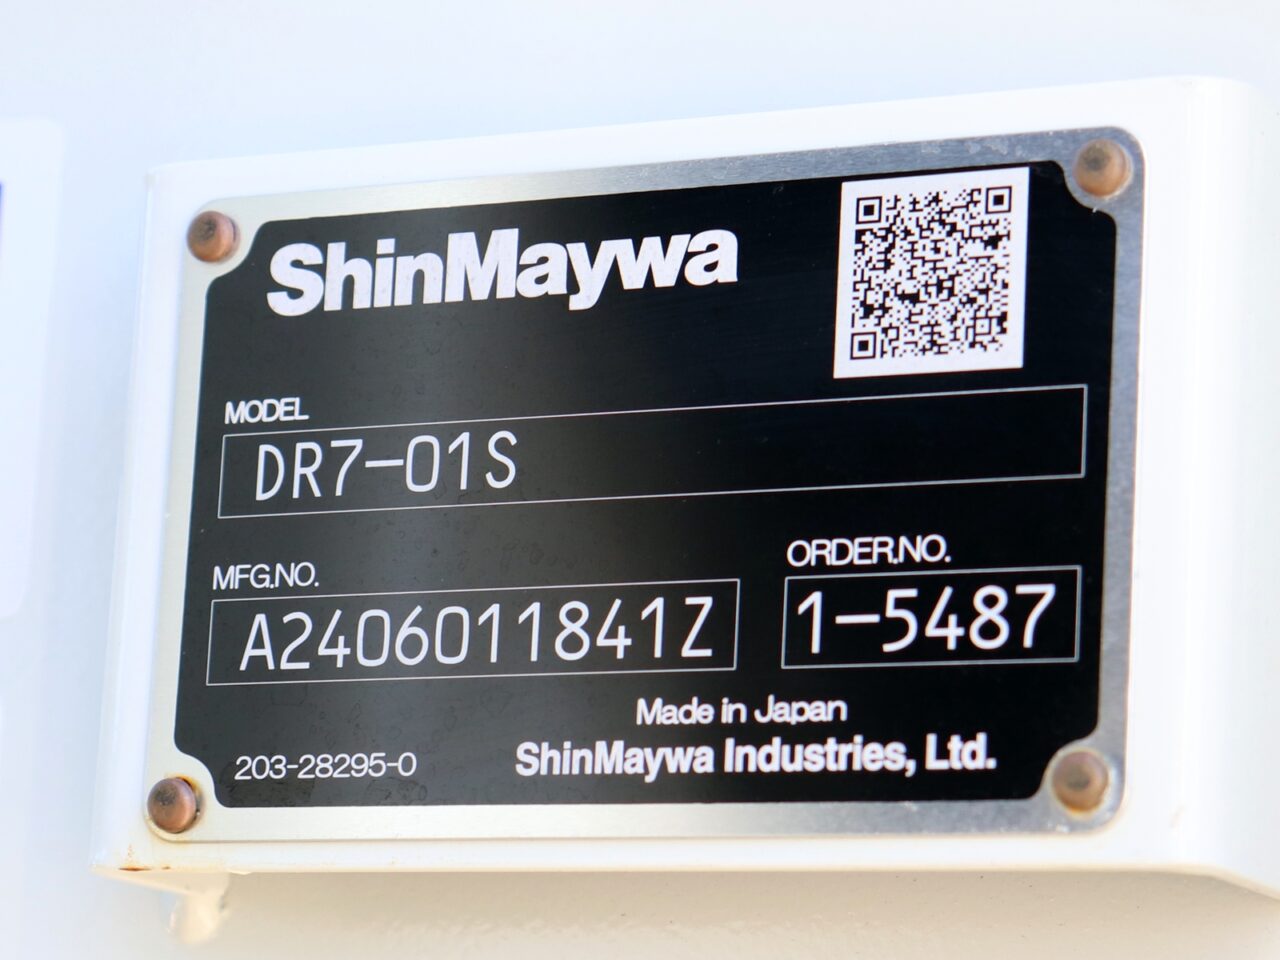 ShinMaywa
MODEL
DR7-01S
MFG.NO.
A2406011841Z
ORDER.NO.
1-5487
Made in Japan
203-28295-0
ShinMaywa Industries, Ltd.